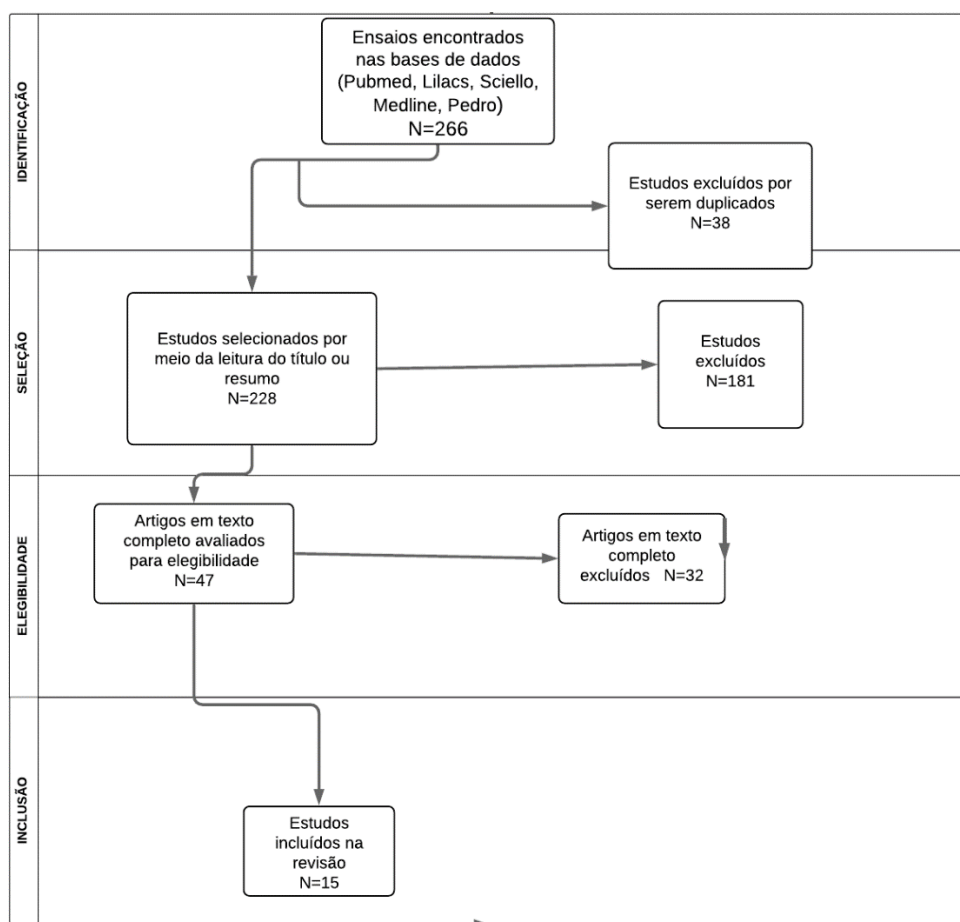 IDENTIFICAÇÃO
Ensaios encontrados
nas bases de dados
(Pubmed, Lilacs, Sciello,
Medline, Pedro)
N=266
Estudos excluídos por
serem duplicados
N=38
SELEÇÃO
Estudos selecionados por
meio da leitura do título ou
resumo
N=228
Estudos
excluídos
N=181
ELEGIBILIDADE
Artigos em texto
completo avaliados
para elegibilidade
N=47
Artigos em texto
completo
excluídos N=32
INCLUSÃO
Estudos
incluídos na
revisão
N=15